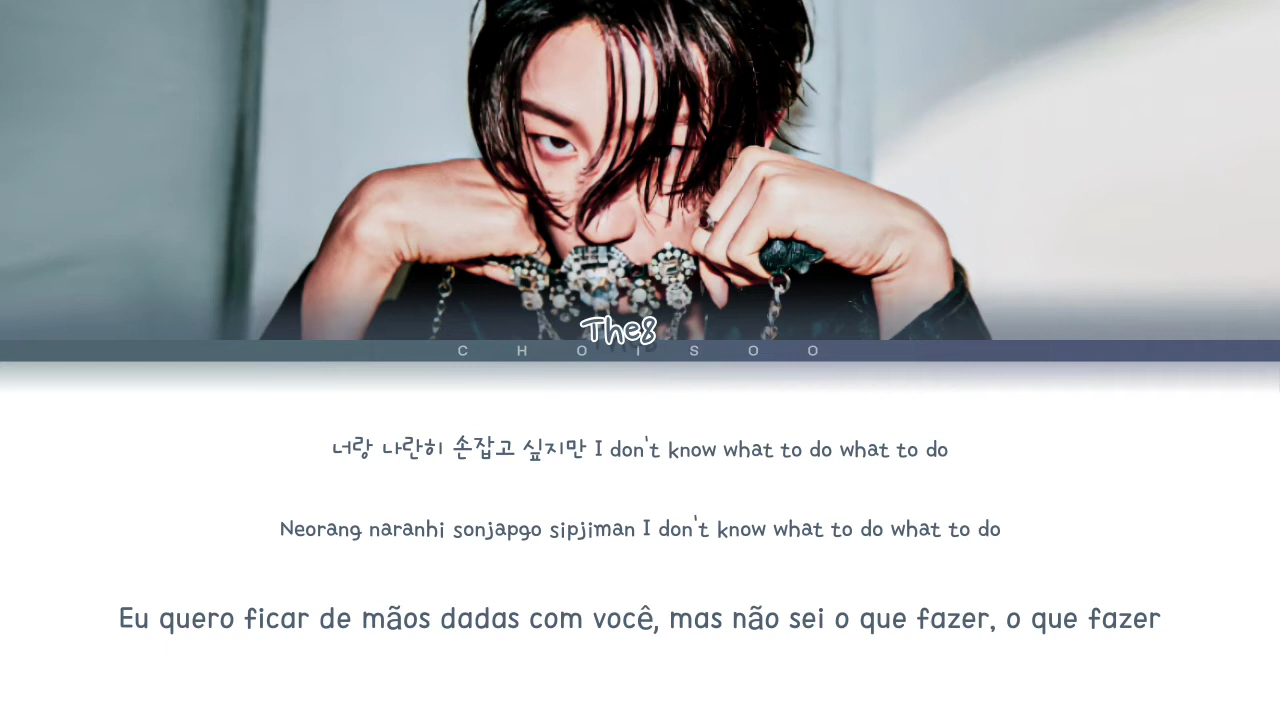 The8
C H O I S O O
너랑 나란히 손잡고 싶지만 I don't know what to do what to do
Neorang naranhi sonjapgo sipjiman I don't know what to do what to do
Eu quero ficar de mãos dadas com você, mas não sei o que fazer, o que fazer